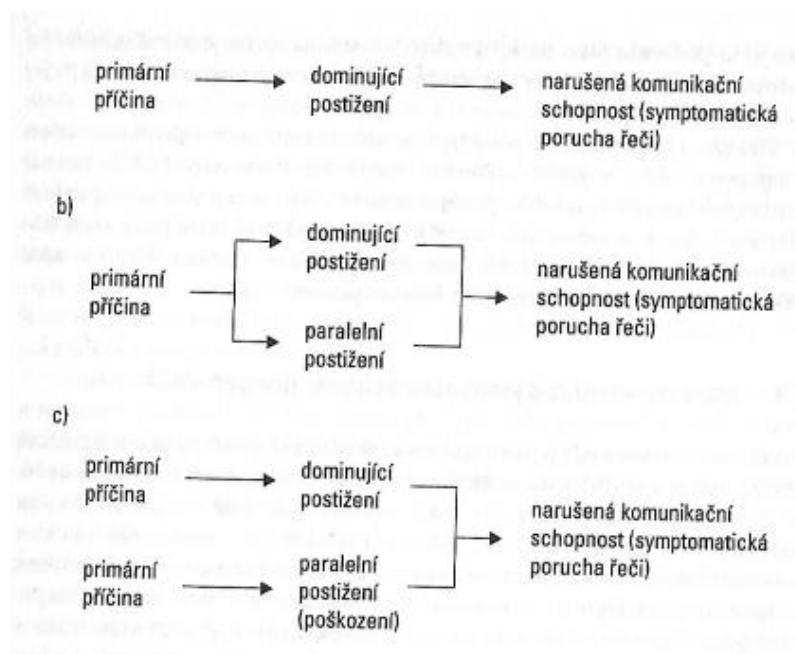 primární
příčina
dominující
postižení
narušená komunikační
schopnost (symptomatická
porucha řeči)
b)
primární
příčina
dominující
postižení
paralelní
postižení
narušená komunikační
schopnost (symptomatická
porucha řeči)
c)
primární
příčina
dominující
postižení
primární
příčina
paralelní
postižení
(poškození)
narušená komunikační
schopnost (symptomatická
porucha řeči)